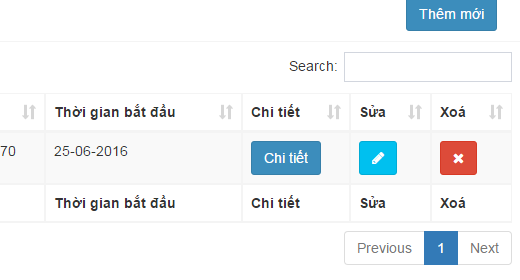 Thêm mới
Search:
Thời gian bắt đầu Chi tiết Sửa Xoá
70 25-06-2016 Chi tiết
Thời gian bắt đầu Chi tiết Sửa Xoá
Previous 1 Next